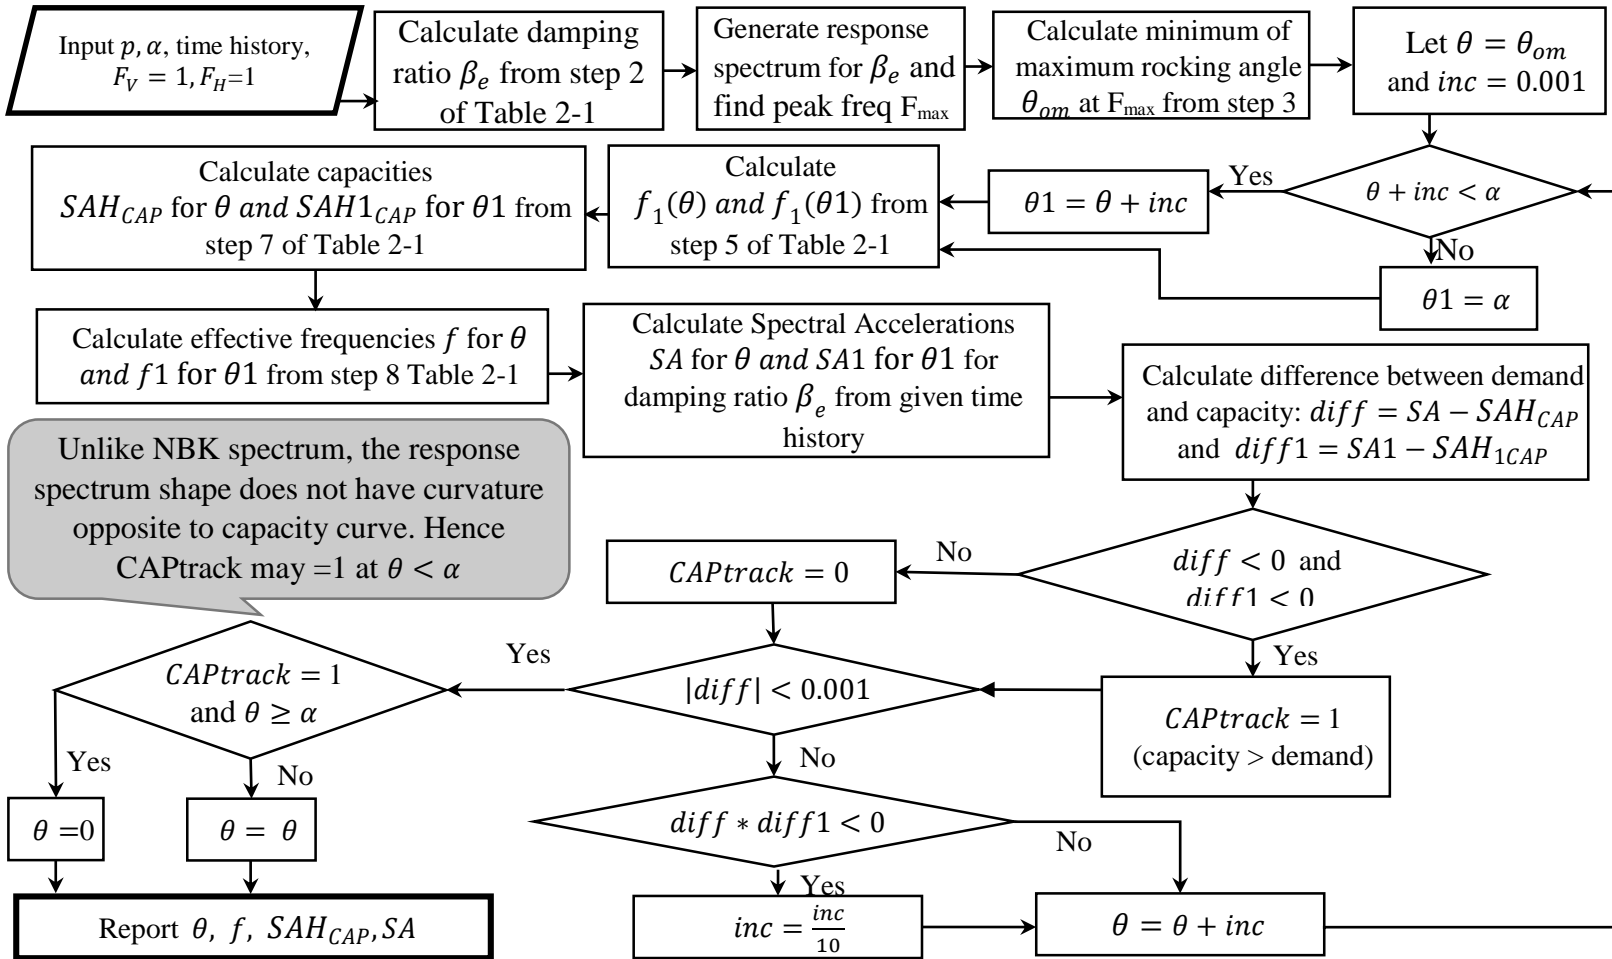 Input p, α, time history,
F_V = 1, F_H=1
Calculate damping
ratio β_e from step 2
of Table 2-1
Generate response
spectrum for β_e and
find peak freq F_max
Calculate minimum of
maximum rocking angle
θ_om at F_max from step 3
Let θ = θ_om
and inc = 0.001
θ + inc < α
Yes
No
θ1 = θ + inc
θ1 = α
Calculate
f_1(θ) and f_1(θ1) from
step 5 of Table 2-1
Calculate capacities
SAH_CAP for θ and SAH1_CAP for θ1 from
step 7 of Table 2-1
Calculate effective frequencies f for θ
and f1 for θ1 from step 8 Table 2-1
Calculate Spectral Accelerations
SA for θ and SA1 for θ1 for
damping ratio β_e from given time
history
Calculate difference between demand
and capacity: diff = SA − SAH_CAP
and diff1 = SA1 − SAH_1CAP
diff < 0 and
diff1 < 0
No
Yes
CAPtrack = 0
CAPtrack = 1
(capacity > demand)
|diff| < 0.001
Yes
No
Unlike NBK spectrum, the response
spectrum shape does not have curvature
opposite to capacity curve. Hence
CAPtrack may =1 at θ < α
CAPtrack = 1
and θ ≥ α
Yes
No
θ =0
θ = θ
Report θ, f, SAH_CAP, SA
diff ∗ diff1 < 0
No
Yes
inc = inc/10
θ = θ + inc